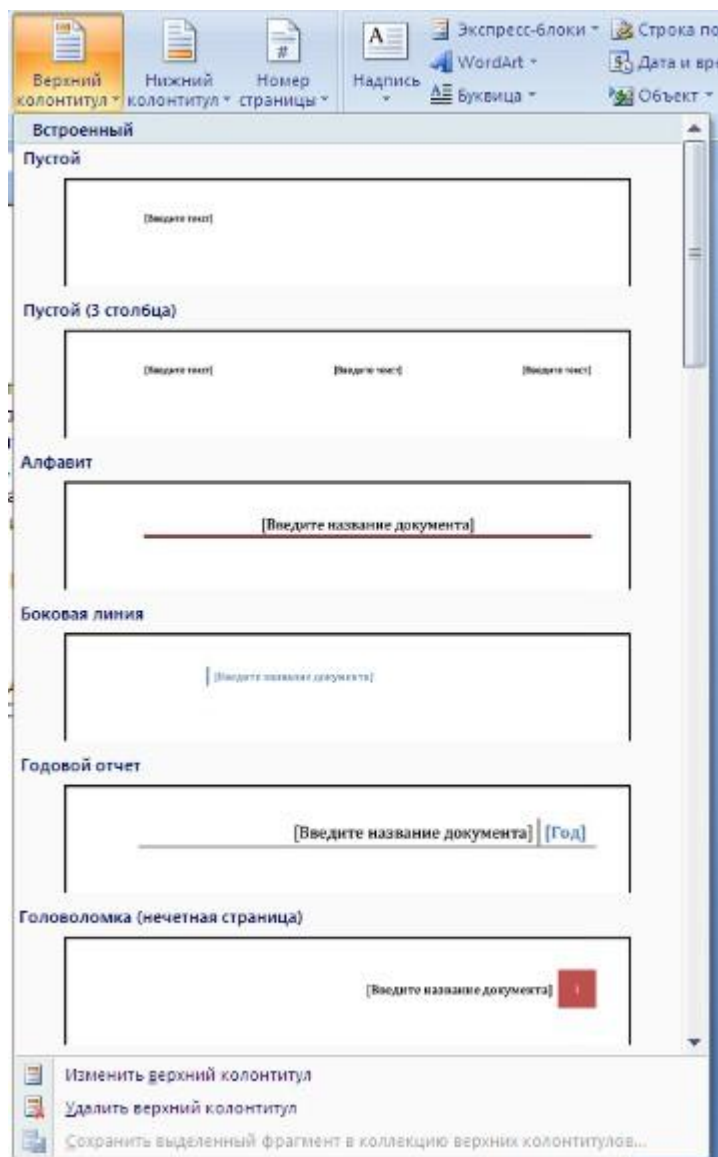 Верхний колонтитул
Нижний колонтитул
Номер страницы
Надпись
Экспресс-блоки
WordArt
Буквица
Строка по
Дата и вре
Объект
Встроенный
Пустой
[Введите текст]
Пустой (3 столбца)
[Введите текст] [Введите текст] [Введите текст]
Алфавит
[Введите название документа]
Боковая линия
[Введите название документа]
Годовой отчет
[Введите название документа] [Год]
Головоломка (нечетная страница)
[Введите название документа] 1
Изменить верхний колонтитул
Удалить верхний колонтитул
Сохранить выделенный фрагмент в коллекцию верхних колонтитулов...